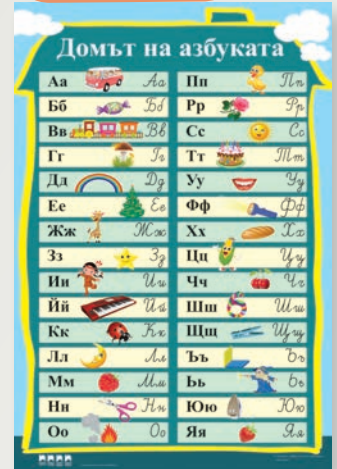 Домът на азбуката
Аа Аа
Бб Бб
Вв Вв
Гг Гг
Дд Дд
Ее Ее
Жж Жж
Зз Зз
Ии Ии
Йй Йй
Кк Кк
Лл Лл
Мм Мм
Нн Нн
Оо Оо
Пп Пп
Рр Рр
Сс Сс
Тт Тт
Уу Уу
Фф Фф
Хх Хх
Цц Цц
Чч Чч
Шш Шш
Щщ Щщ
Ъъ Ъъ
Ьь Ьь
Юю Юю
Яя Яя